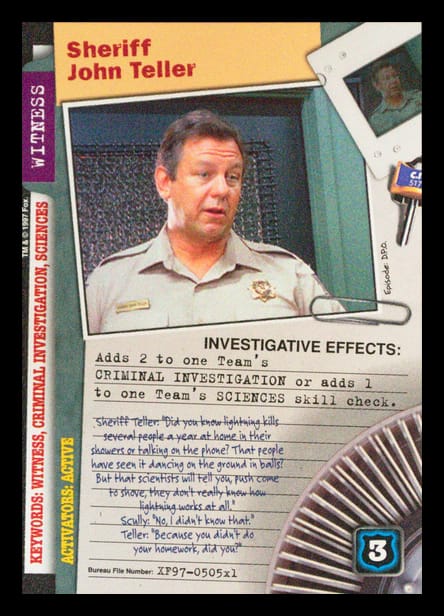 Sheriff
John Teller
WITNESS
TM & © 1997 Fox.
KEYWORDS: WITNESS, CRIMINAL INVESTIGATION, SCIENCES
ACTIVATORS: ACTIVE
Episode: D.P.O.
INVESTIGATIVE EFFECTS:
Adds 2 to one Team's
CRIMINAL INVESTIGATION or adds 1
to one Team's SCIENCES skill check.
Sheriff Teller: "Did you know lightning kills
several people a year at home in their
showers or talking on the phone? That people
have seen it dancing on the ground in balls?
But that scientists will tell you, push come
to shove, they don't really know how
lightning works at all."
Scully: "No, I didn't know that."
Teller: "Because you didn't do
your homework, did you?"
Bureau File Number: XF97-0505x1
3